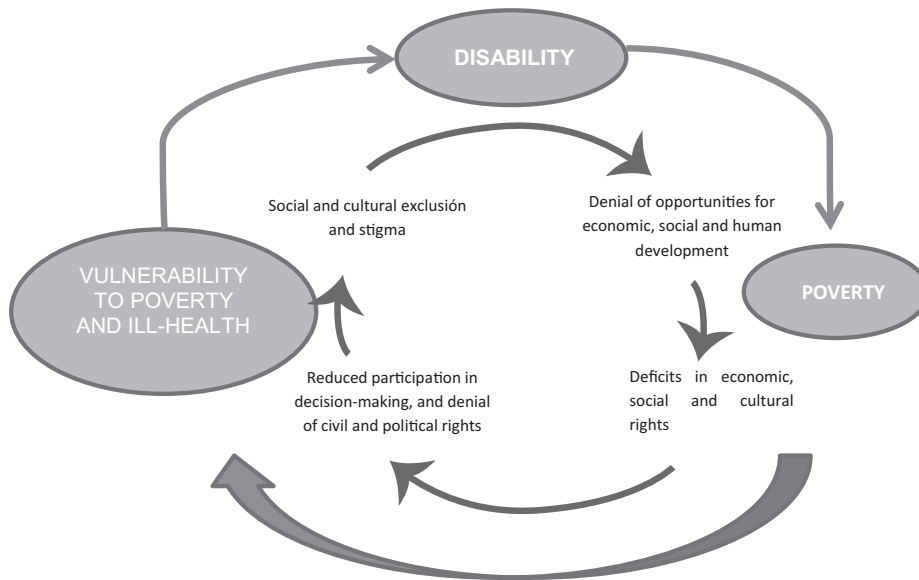 DISABILITY
Social and cultural exclusión
and stigma
Denial of opportunities for
economic, social and human
development
VULNERABILITY
TO POVERTY
AND ILL-HEALTH
POVERTY
Reduced participation in
decision-making, and denial
of civil and political rights
Deficits in economic,
social and cultural
rights